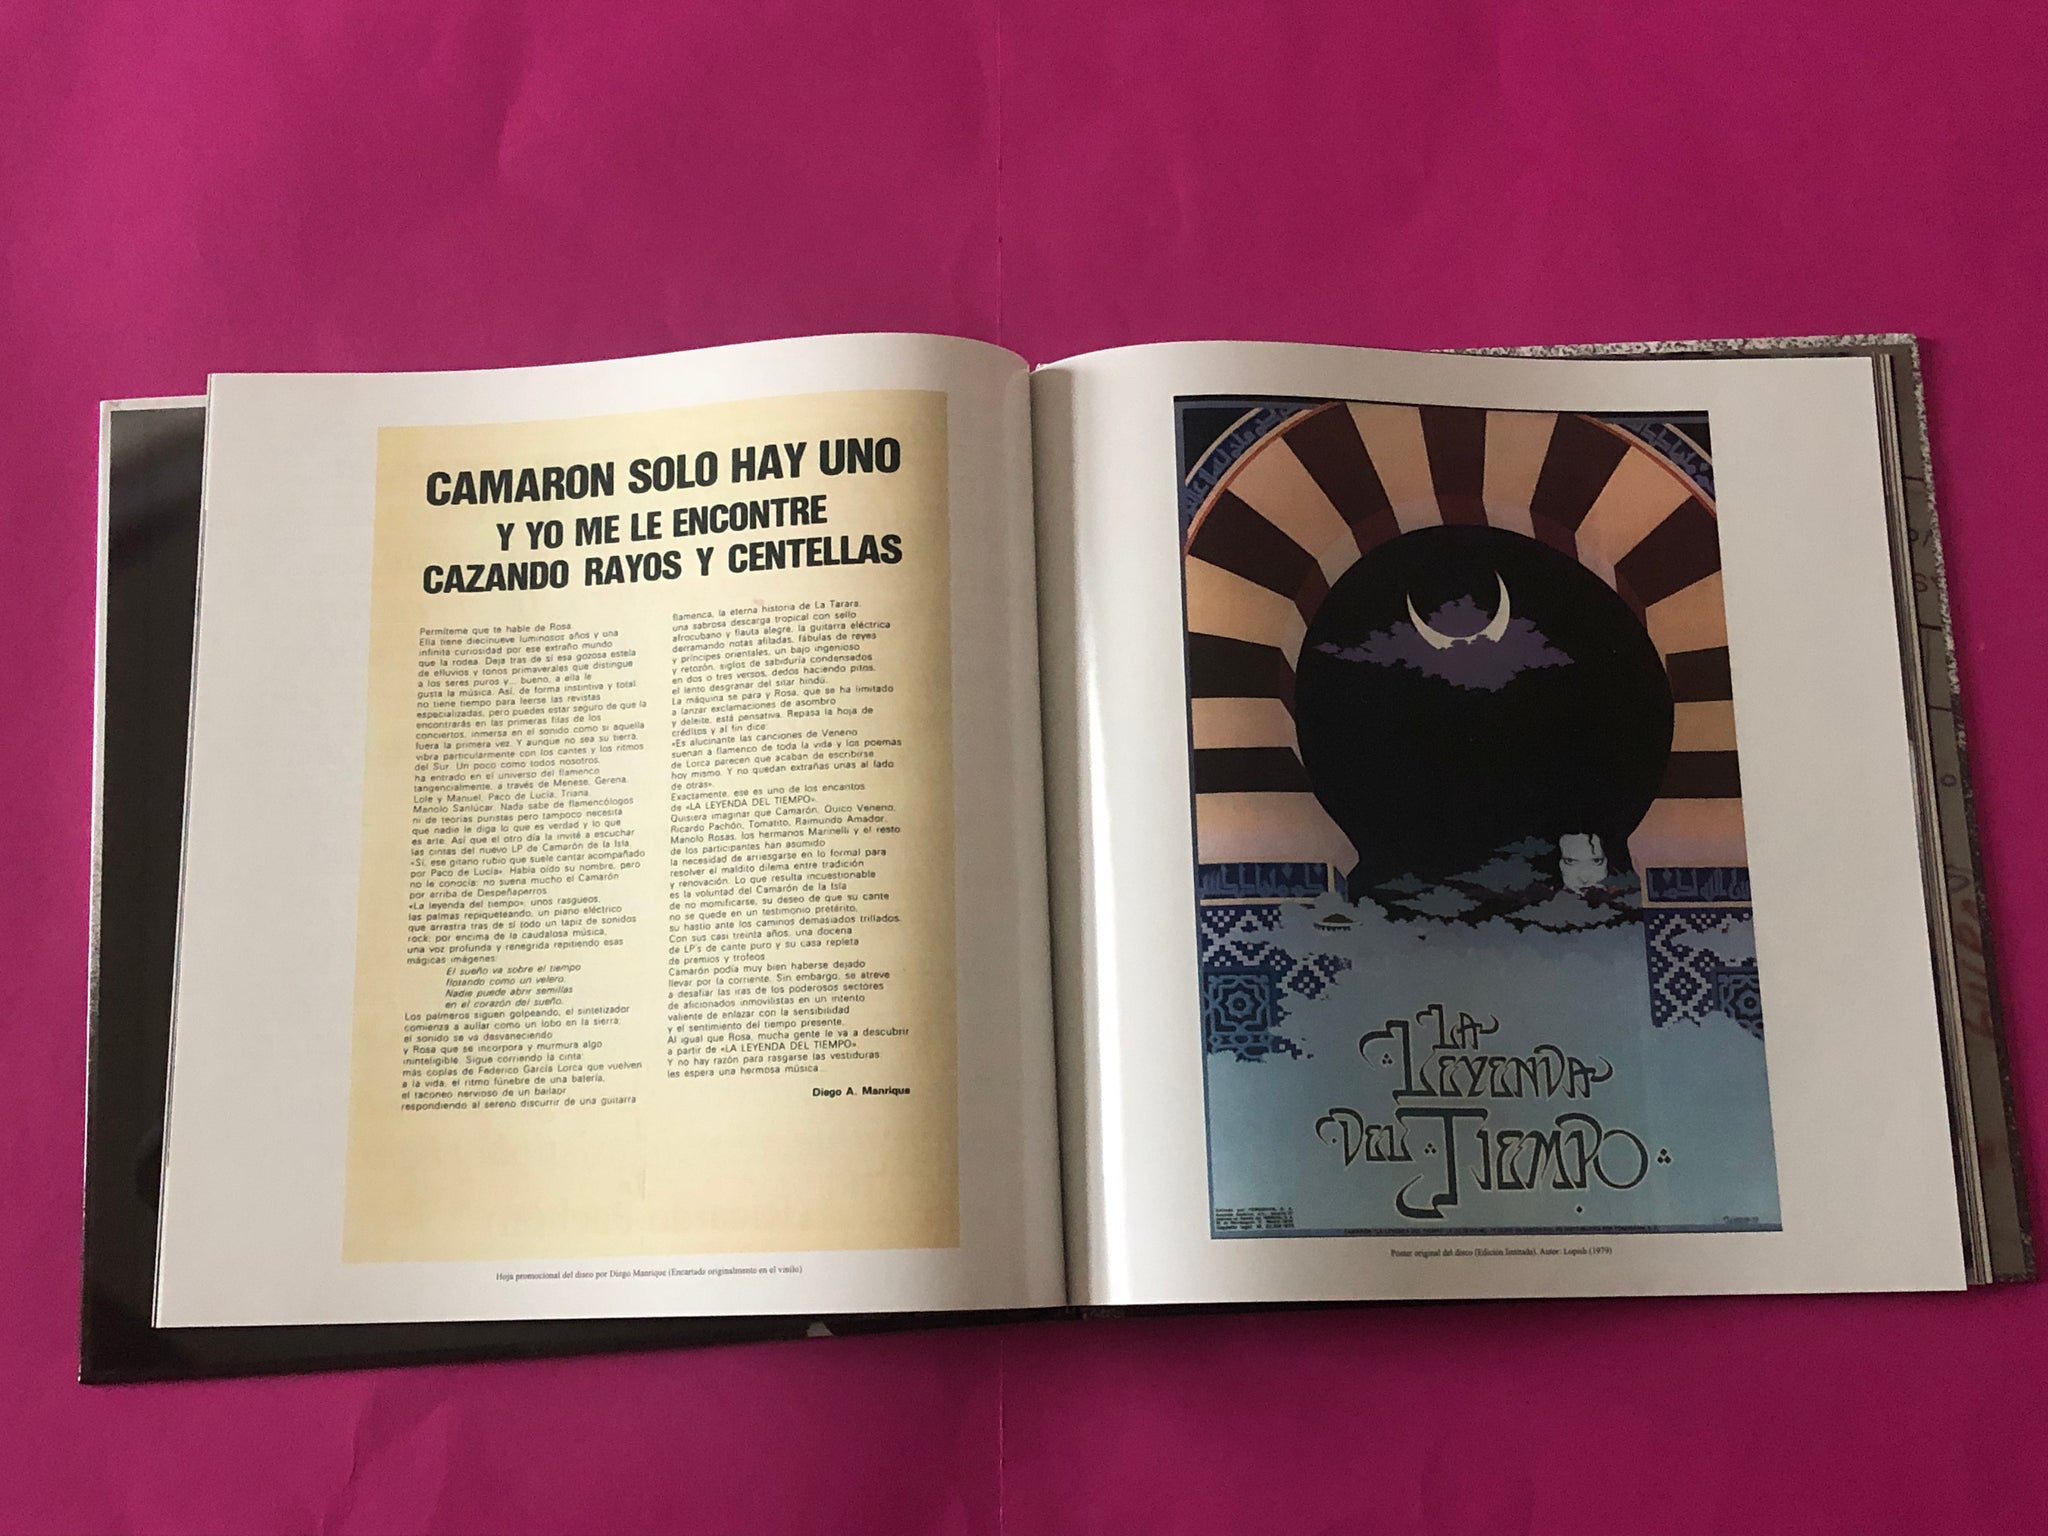 CAMARON SOLO HAY UNO
Y YO ME LE ENCONTRE
CAZANDO RAYOS Y CENTELLAS
Permíteme que te hable de Rosa.
Ella tiene diecinueve luminosos años y una
infinita curiosidad por ese extraño mundo
que la rodea. Deja tras de sí esa gozosa estela
de efluvios y tonos primaverales que distingue
a los seres puros y... bueno, a ella le
gusta la música. Así, de forma instintiva y total:
no tiene tiempo para leerse las revistas
especializadas, pero puedes estar seguro de que la
encontrarás en las primeras filas de los
conciertos, inmersa en el sonido como si aquella
fuera la primera vez. Y aunque no sea su tierra,
vibra particularmente con los cantes y los ritmos
del Sur. Un poco como todos nosotros,
ha entrado en el universo del flamenco
tangencialmente, a través de Menese, Gerena,
Lole y Manuel, Paco de Lucía, Triana,
Manolo Sanlúcar. Nada sabe de flamencólogos
ni de teorías puristas pero tampoco necesita
que nadie le diga lo que es verdad y lo que
es arte. Así que el otro día la invité a escuchar
las cintas del nuevo LP de Camarón de la Isla.
«Sí, ese gitano rubio que suele cantar acompañado
por Paco de Lucía». Había oído su nombre, pero
no le conocía: no suena mucho el Camarón
por arriba de Despeñaperros.
«La leyenda del tiempo», unos rasgueos,
las palmas repiqueteando, un piano eléctrico
que arrastra tras de sí todo un tapiz de sonidos
rock; por encima de la caudalosa música,
una voz profunda y renegrida repitiendo esas
mágicas imágenes:
El sueño va sobre el tiempo
flotando como un velero.
Nadie puede abrir semillas
en el corazón del sueño.
Los palmeros siguen golpeando, el sintetizador
comienza a aullar como un lobo en la sierra,
el sonido se va desvaneciendo
y Rosa que se incorpora y murmura algo
ininteligible. Sigue corriendo la cinta:
más coplas de Federico García Lorca que vuelven
a la vida, el ritmo fúnebre de una batería,
el taconeo nervioso de un bailaor
respondiendo al sereno discurrir de una guitarra
flamenca, la eterna historia de La Tarara,
una sabrosa descarga tropical con sello
afrocubano y flauta alegre, la guitarra eléctrica
derramando notas afiladas, fábulas de reyes
y príncipes orientales, un bajo ingenioso
y retozón, siglos de sabiduría condensados
en dos o tres versos, dedos haciendo pitos,
el lento desgranar del sitar hindú.
La máquina se para y Rosa, que se ha limitado
a lanzar exclamaciones de asombro
y deleite, está pensativa. Repasa la hoja de
créditos y al fin dice:
«Es alucinante las canciones de Veneno
suenan a flamenco de toda la vida y los poemas
de Lorca parecen que acaban de escribirse
hoy mismo. Y no quedan extrañas unas al lado
de otras».
Exactamente, ese es uno de los encantos
de «LA LEYENDA DEL TIEMPO».
Quisiera imaginar que Camarón, Quico Veneno,
Ricardo Pachón, Tomatito, Raimundo Amador,
Manolo Rosas, los hermanos Marinelli y el resto
de los participantes han asumido
la necesidad de arriesgarse en lo formal para
resolver el maldito dilema entre tradición
y renovación. Lo que resulta incuestionable
es la voluntad del Camarón de la Isla
de no momificarse, su deseo de que su cante
no se quede en un testimonio pretérito,
su hastío ante los caminos demasiados trillados.
Con sus casi treinta años, una docena
de LP's de cante puro y su casa repleta
de premios y trofeos,
Camarón podía muy bien haberse dejado
llevar por la corriente. Sin embargo, se atreve
a desafiar las iras de los poderosos sectores
de aficionados inmovilistas en un intento
valiente de enlazar con la sensibilidad
y el sentimiento del tiempo presente.
Al igual que Rosa, mucha gente le va a descubrir
a partir de «LA LEYENDA DEL TIEMPO».
Y no hay razón para rasgarse las vestiduras:
les espera una hermosa música...
Diego A. Manrique
Hoja promocional del disco por Diego Manrique (Encartada originalmente en el vinilo)
LA
LEYENDA
DEL TIEMPO
Póster original del disco (Edición limitada). Autor: Lopish (1979)